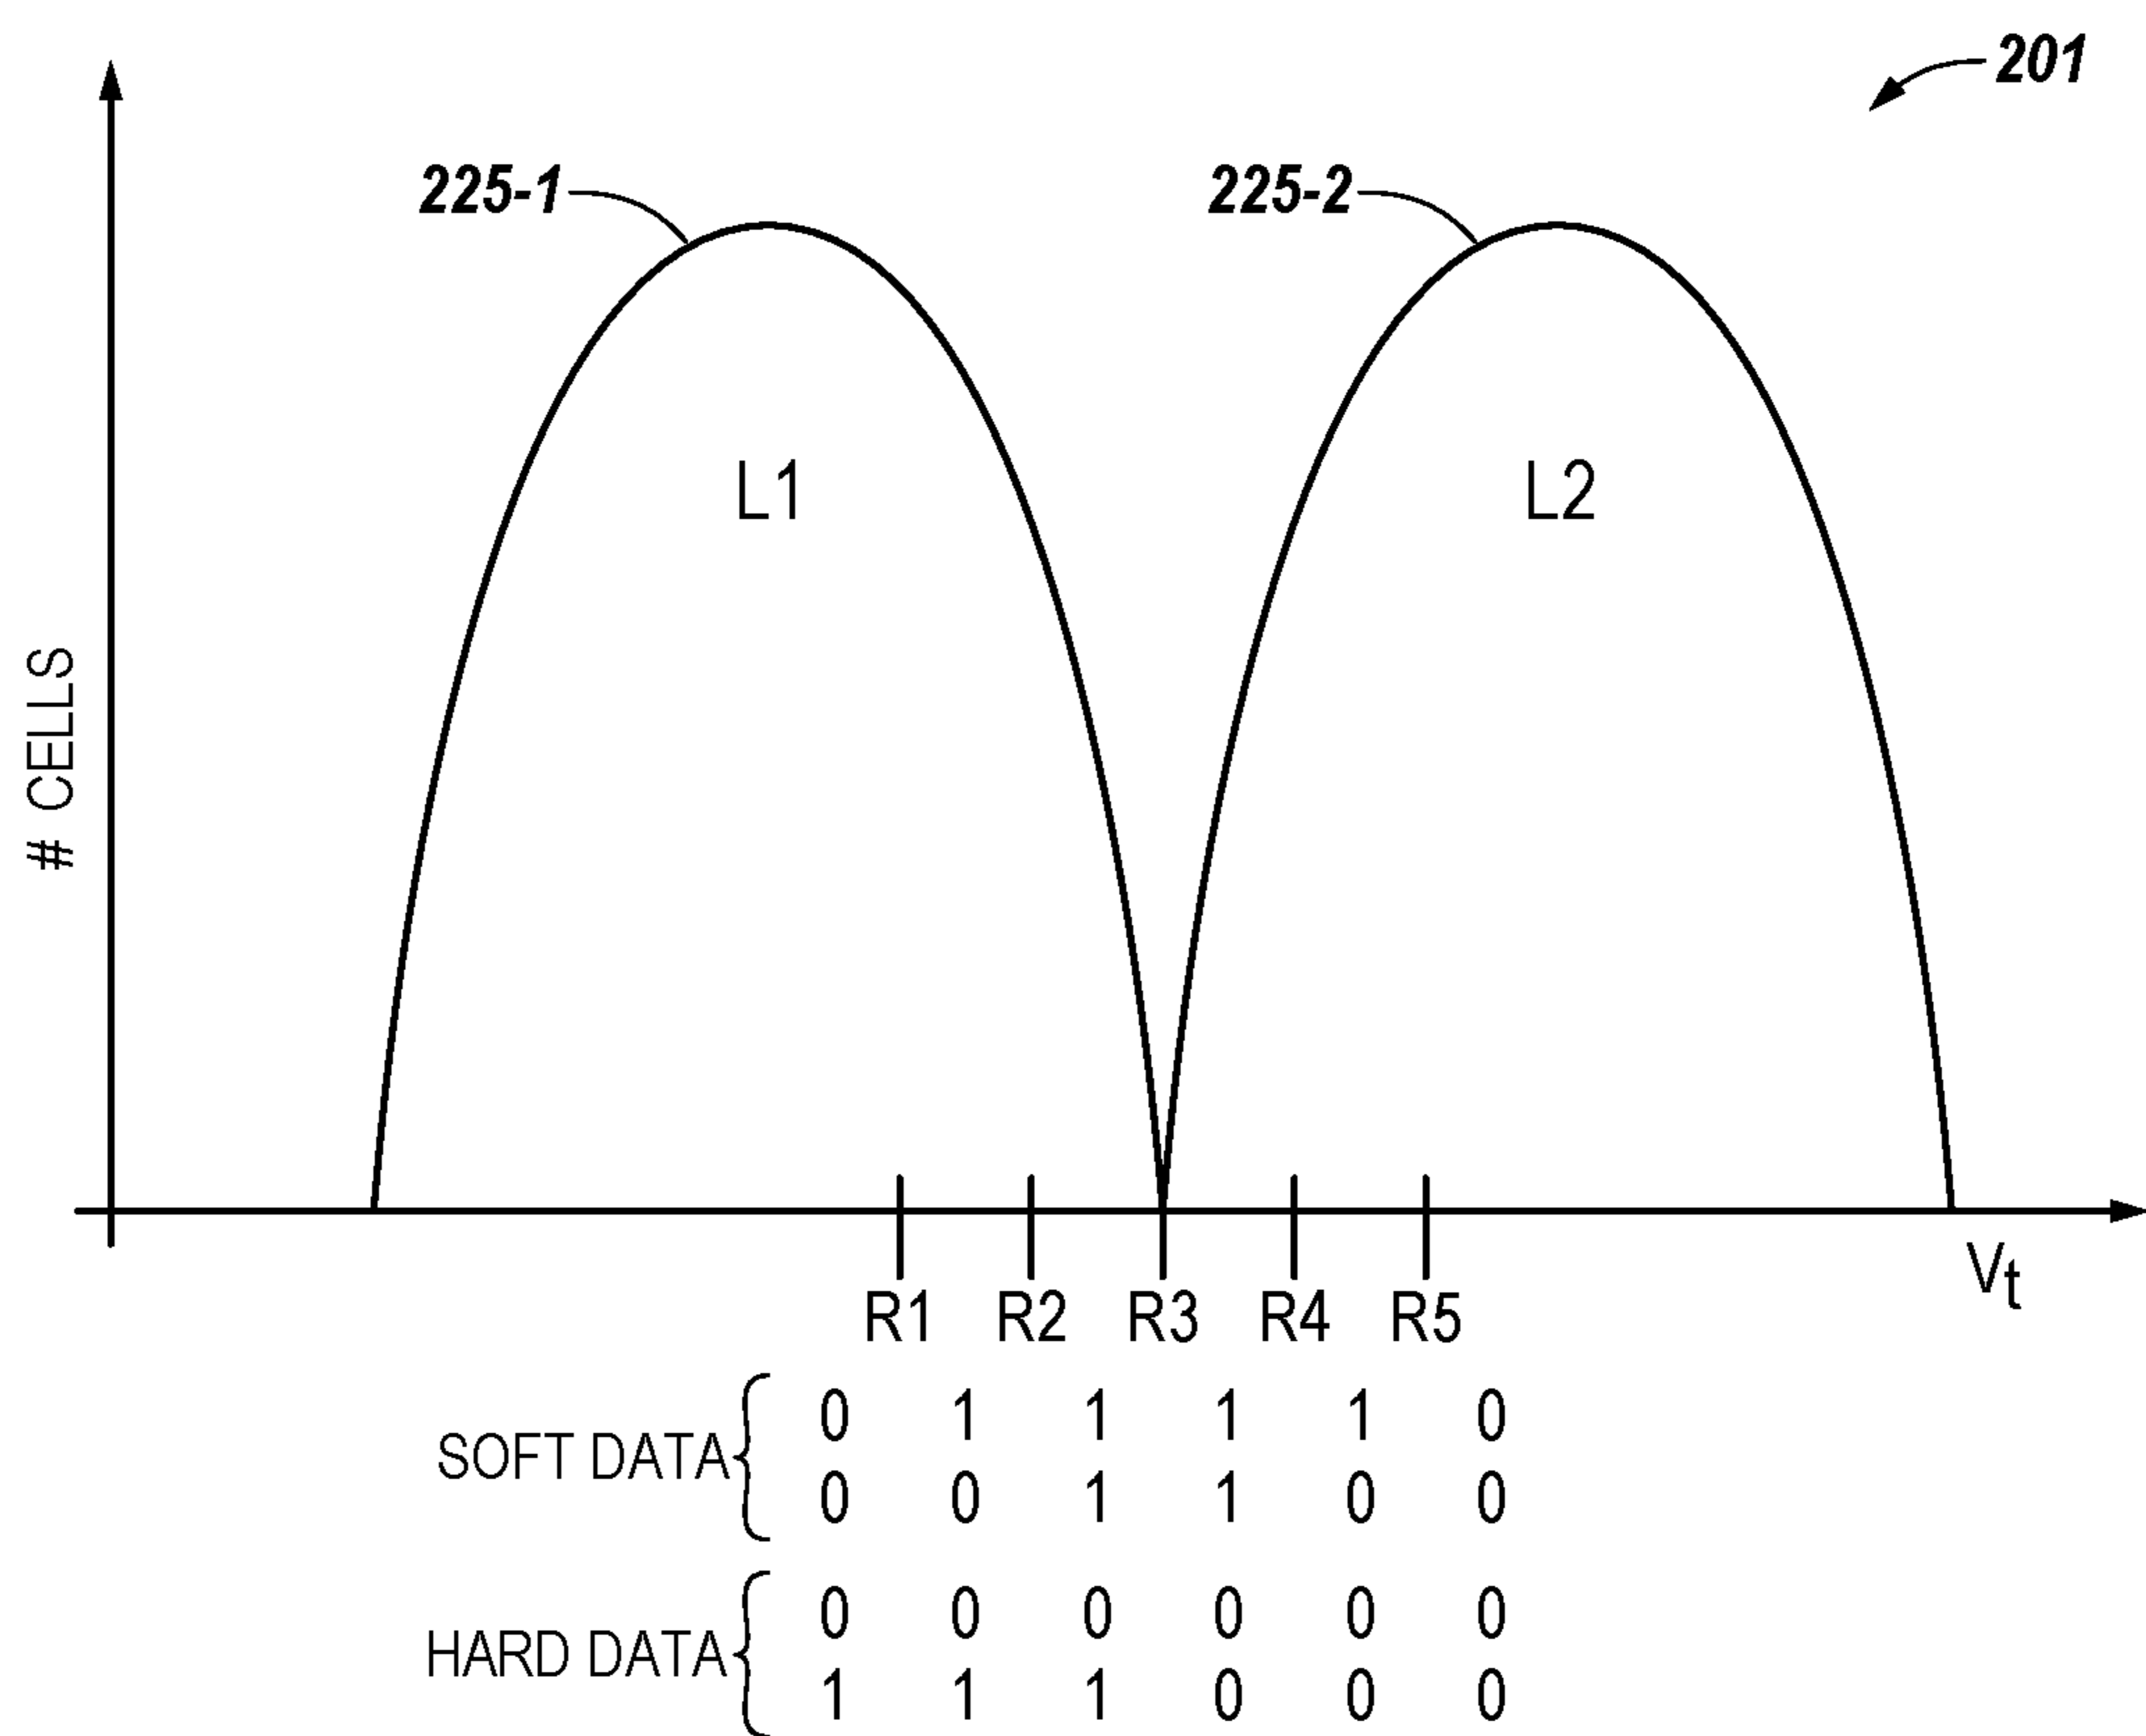 201
225-1 225-2
L1 L2
# CELLS
Vt
R1 R2 R3 R4 R5
SOFT DATA
0 1 1 1 1 0
0 0 1 1 0 0
HARD DATA
0 0 0 0 0 0
1 1 1 0 0 0